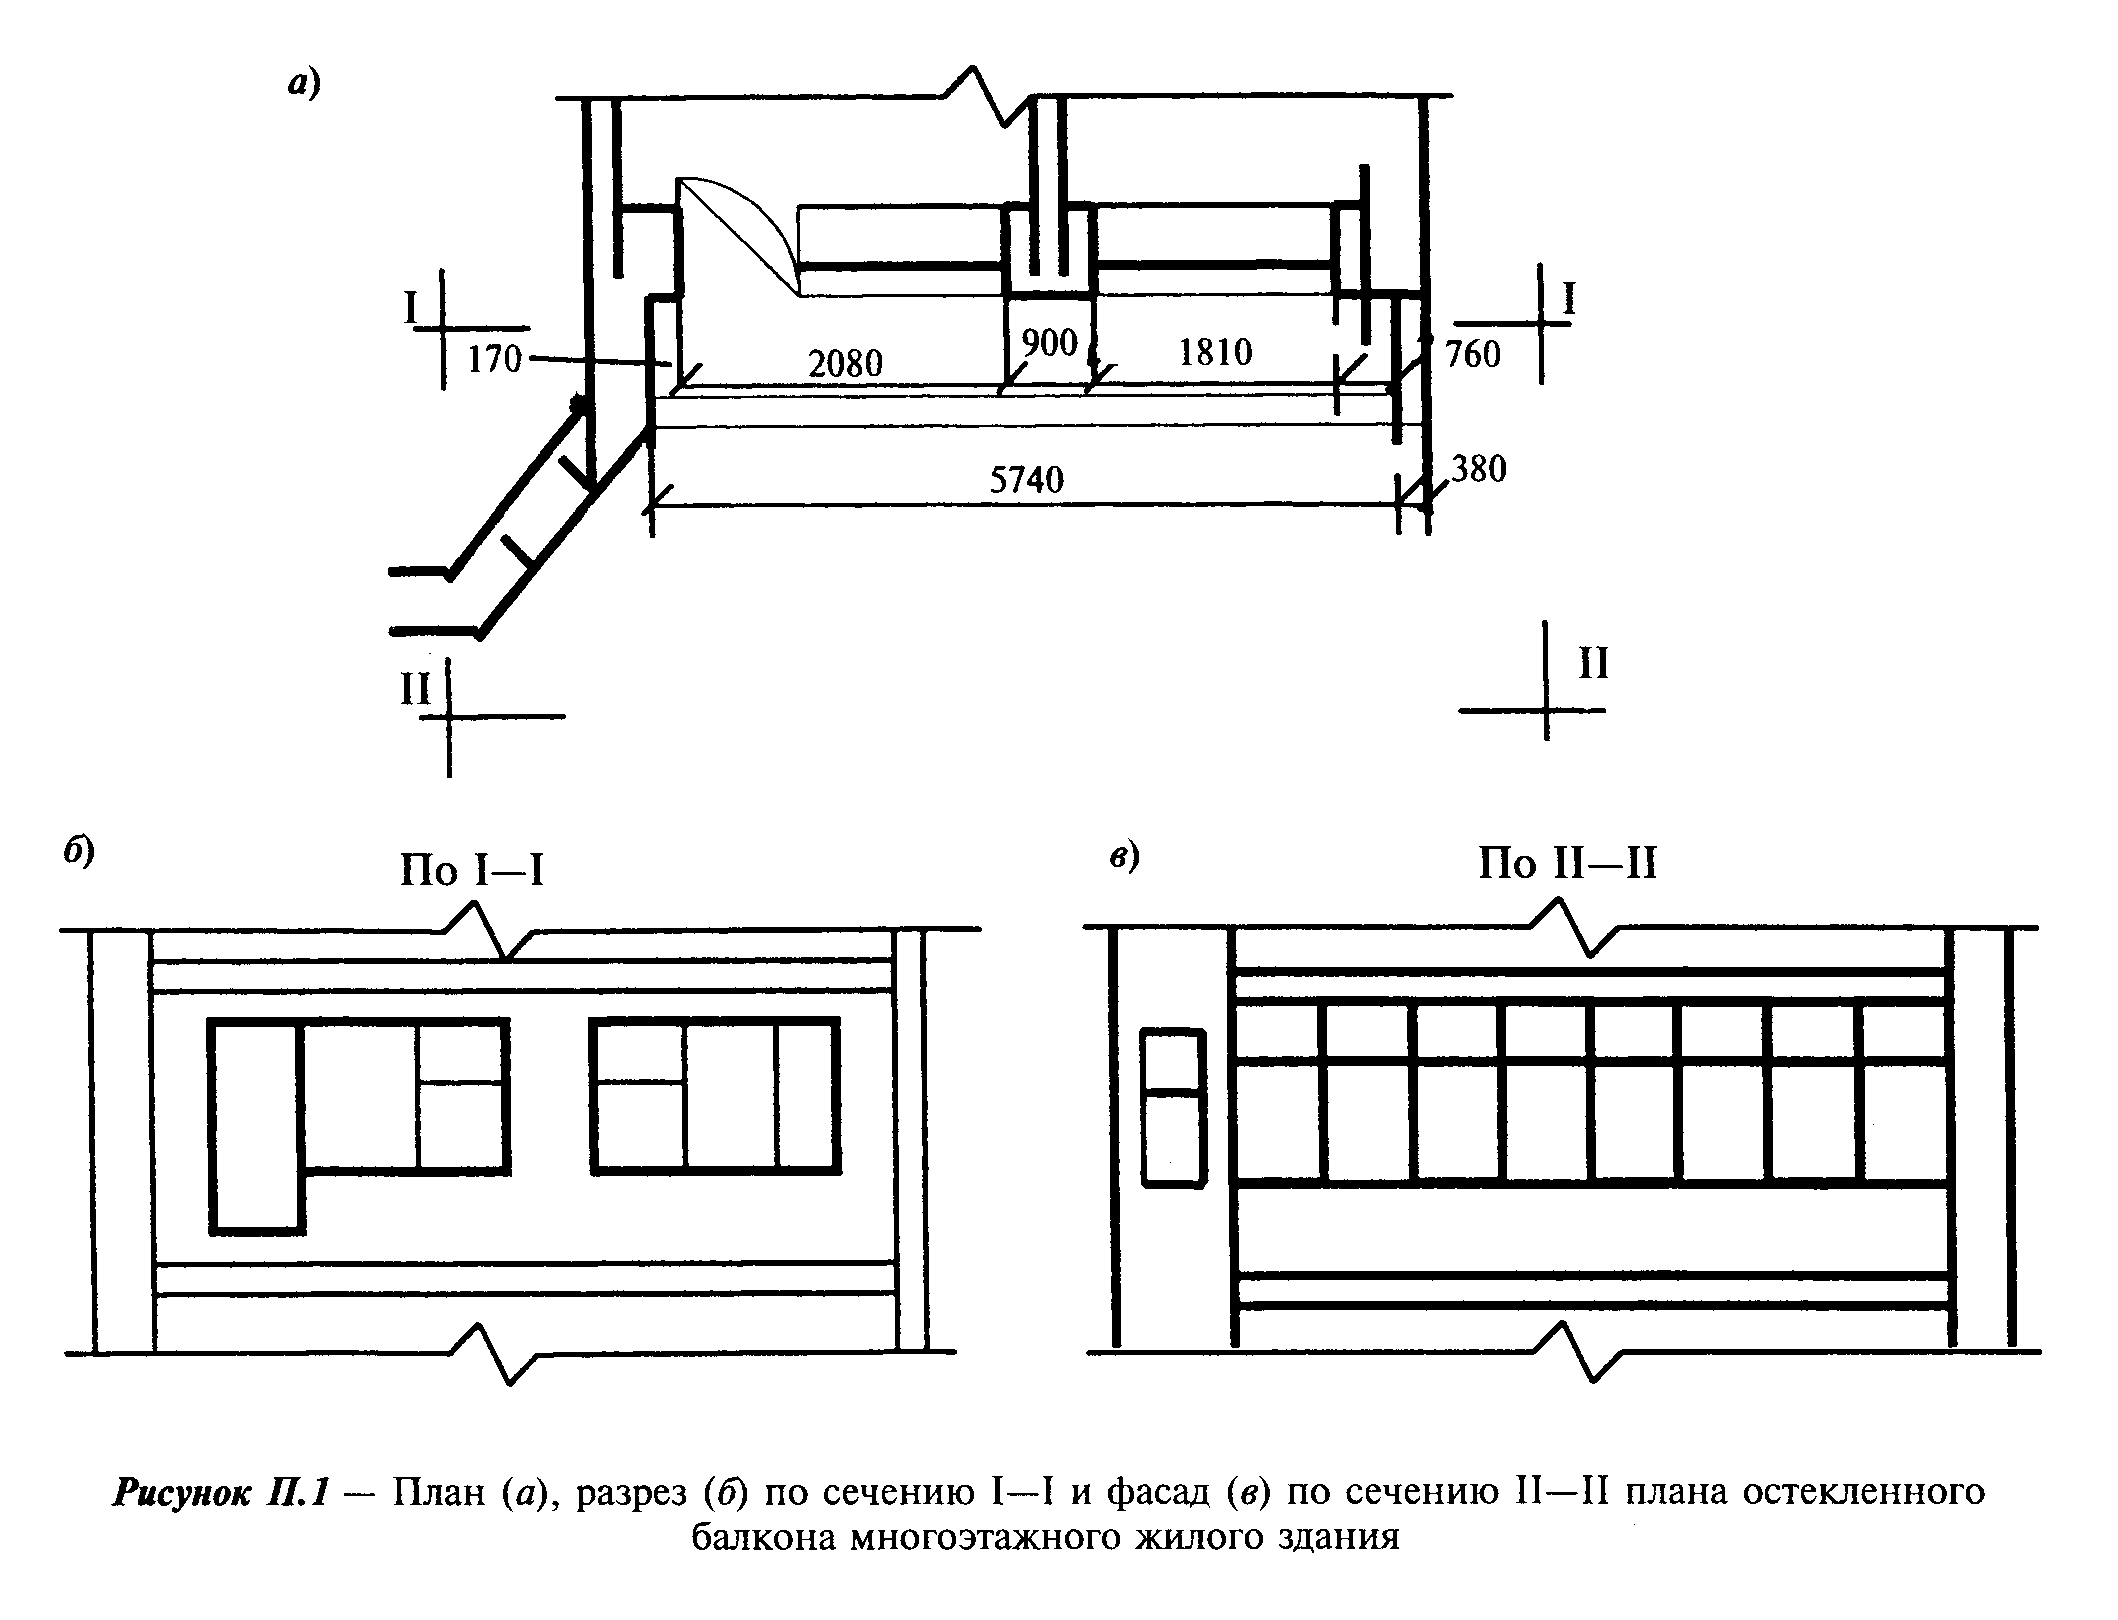 а)
I
I
170
2080
900
1810
760
5740
380
II
II
б)
По I—I
в)
По II—II
Рисунок П.1 — План (а), разрез (б) по сечению I—I и фасад (в) по сечению II—II плана остекленного
балкона многоэтажного жилого здания